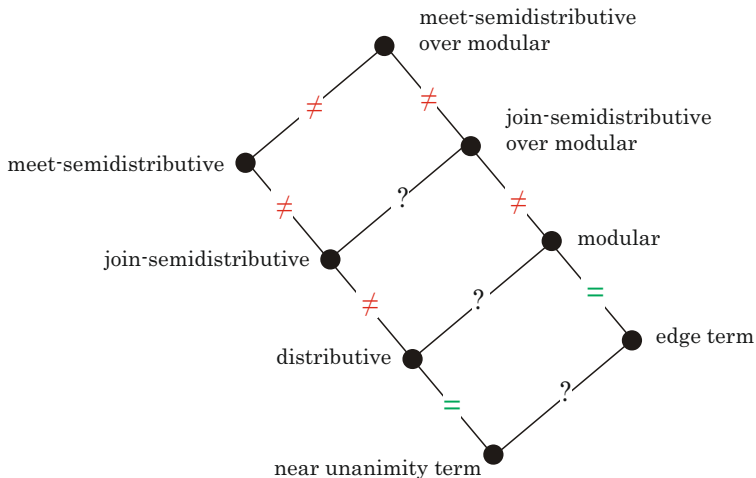 meet-semidistributive
over modular
≠
≠
join-semidistributive
over modular
meet-semidistributive
≠
?
≠
modular
join-semidistributive
≠
?
=
edge term
distributive
=
?
near unanimity term